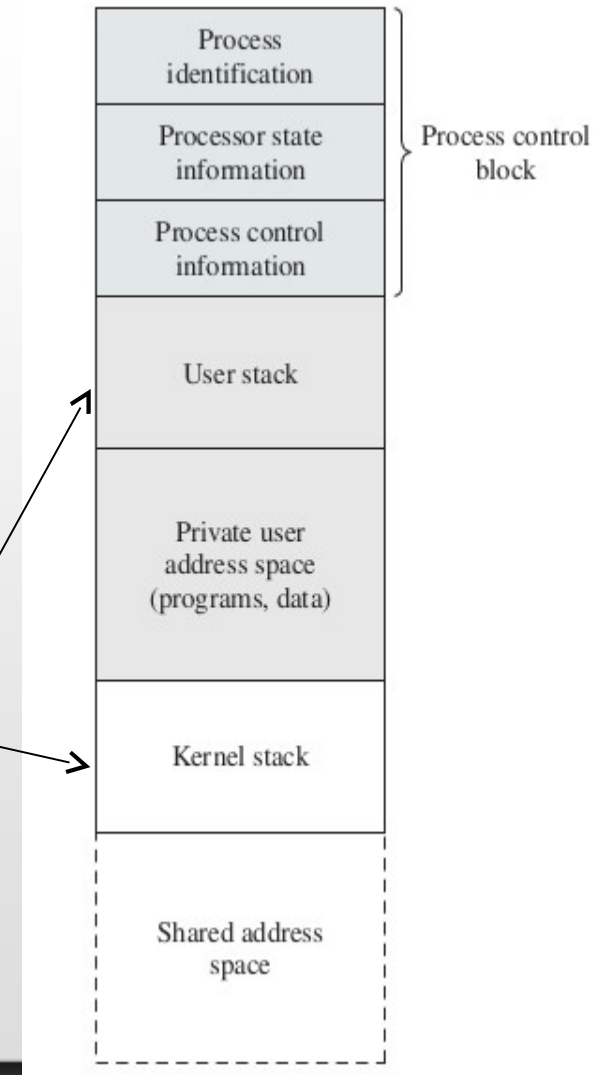 Process
identification
Processor state
information
Process control
information
Process control
block
User stack
Private user
address space
(programs, data)
Kernel stack
Shared address
space